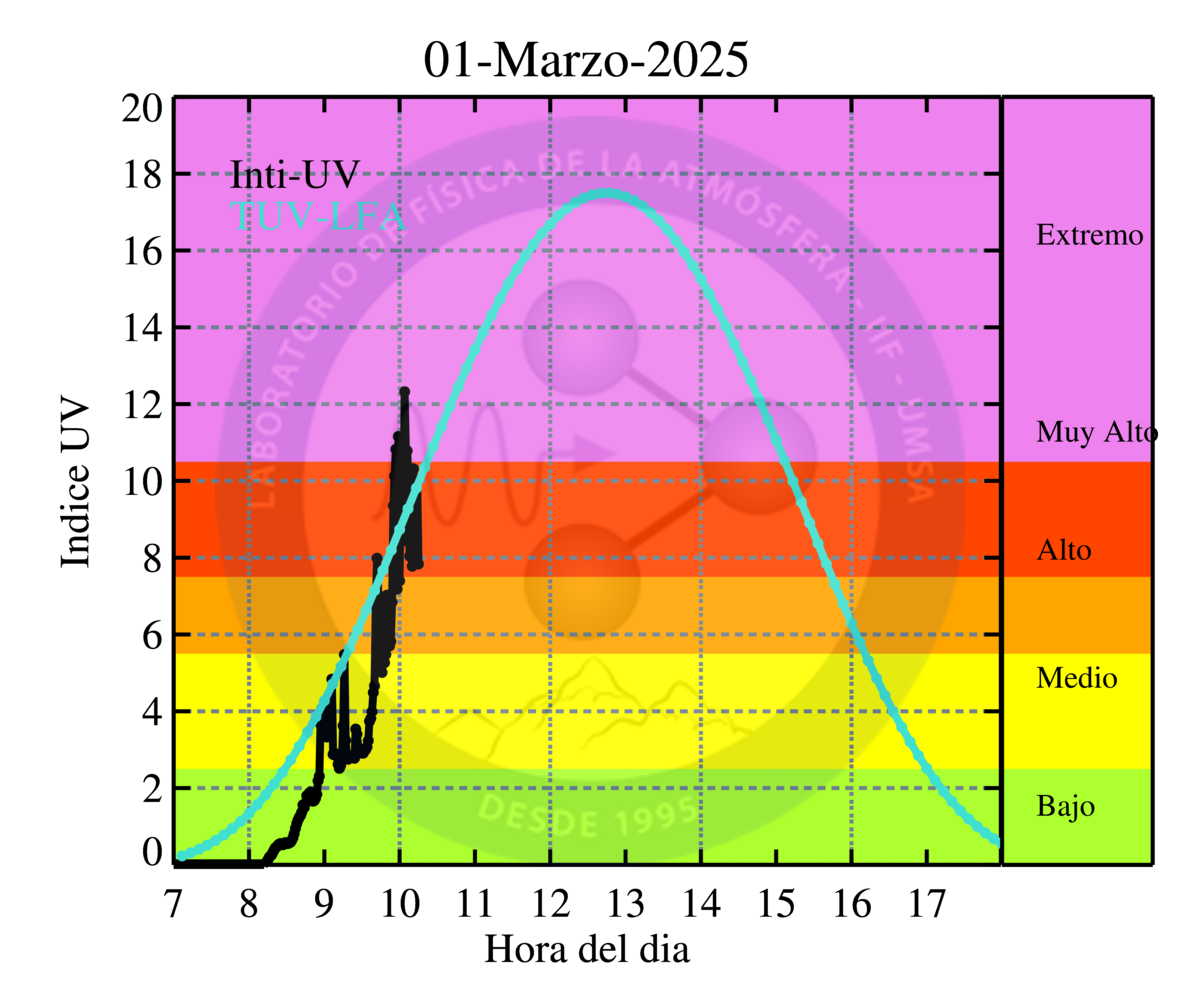 01-Marzo-2025
20
18
16
14
12
10
8
6
4
2
0
Indice UV
Inti-UV
TUV-LFA
LABORATORIO DE FÍSICA DE LA ATMÓSFERA - IIF - UMSA
DESDE 1995
Extremo
Muy Alto
Alto
Medio
Bajo
7 8 9 10 11 12 13 14 15 16 17
Hora del dia